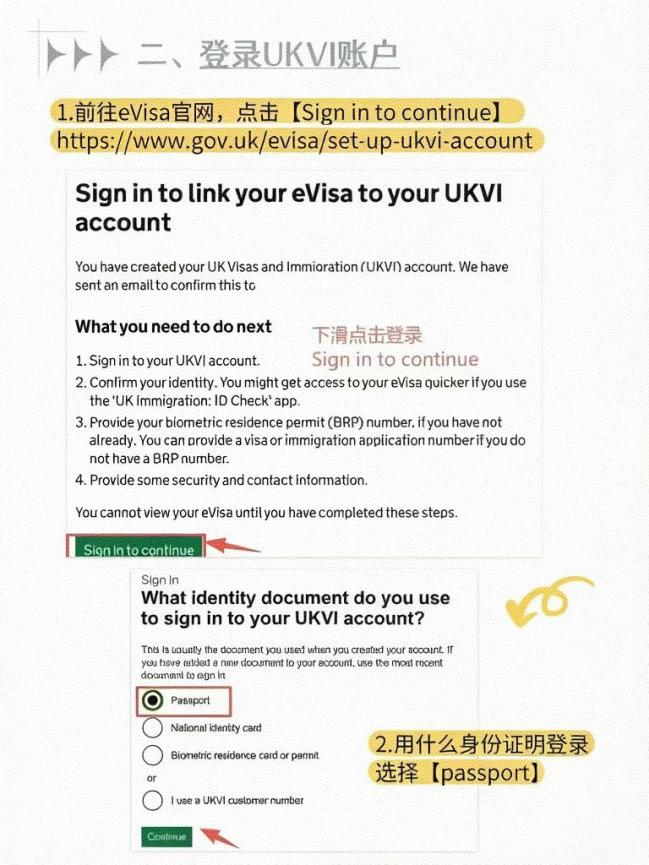 二、登录UKVI账户
1.前往eVisa官网，点击【Sign in to continue】
https://www.gov.uk/evisa/set-up-ukvi-account
Sign in to link your eVisa to your UKVI
account
You have created your UK Visas and Immigration (UKVI) account. We have
sent an email to confirm this to
What you need to do next
下滑点击登录
Sign in to continue
1. Sign in to your UKVI account.
2. Confirm your identity. You might get access to your eVisa quicker if you use
the 'UK Immigration: ID Check' app.
3. Provide your biometric residence permit (BRP) number, if you have not
already. You can provide a visa or immigration application number if you do
not have a BRP number.
4. Provide some security and contact information.
You cannot view your eVisa until you have completed these steps.
Sign in to continue
Sign In
What identity document do you use
to sign in to your UKVI account?
This is usually the document you used when you created your account. If
you have added a new document to your account, use the most recent
document to sign in
Passport
National identity card
Biometric residence card or permit
or
I use a UKVI customer number
2.用什么身份证明登录
选择【passport】
Continue